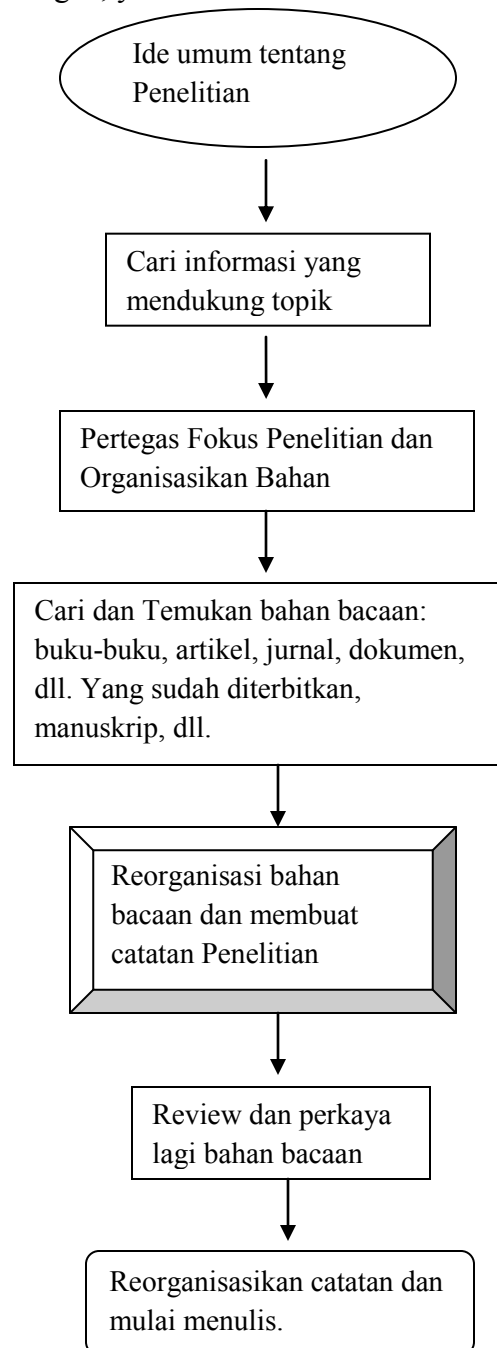 Ide umum tentang
Penelitian
Cari informasi yang
mendukung topik
Pertegas Fokus Penelitian dan
Organisasikan Bahan
Cari dan Temukan bahan bacaan:
buku-buku, artikel, jurnal, dokumen,
dll. Yang sudah diterbitkan,
manuskrip, dll.
Reorganisasi bahan
bacaan dan membuat
catatan Penelitian
Review dan perkaya
lagi bahan bacaan
Reorganisasikan catatan dan
mulai menulis.